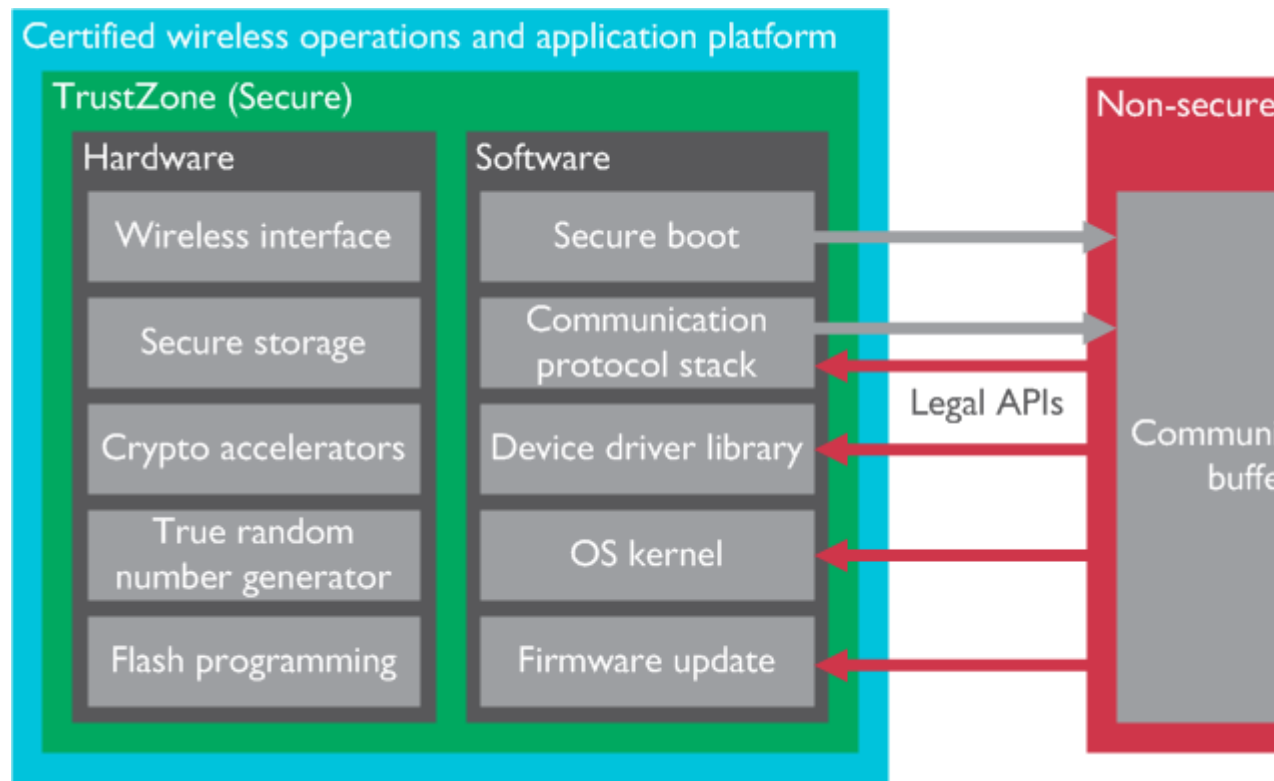 Certified wireless operations and application platform
TrustZone (Secure)
Hardware
Wireless interface
Secure storage
Crypto accelerators
True random
number generator
Flash programming
Software
Secure boot
Communication
protocol stack
Device driver library
OS kernel
Firmware update
Legal APIs
Non-secure